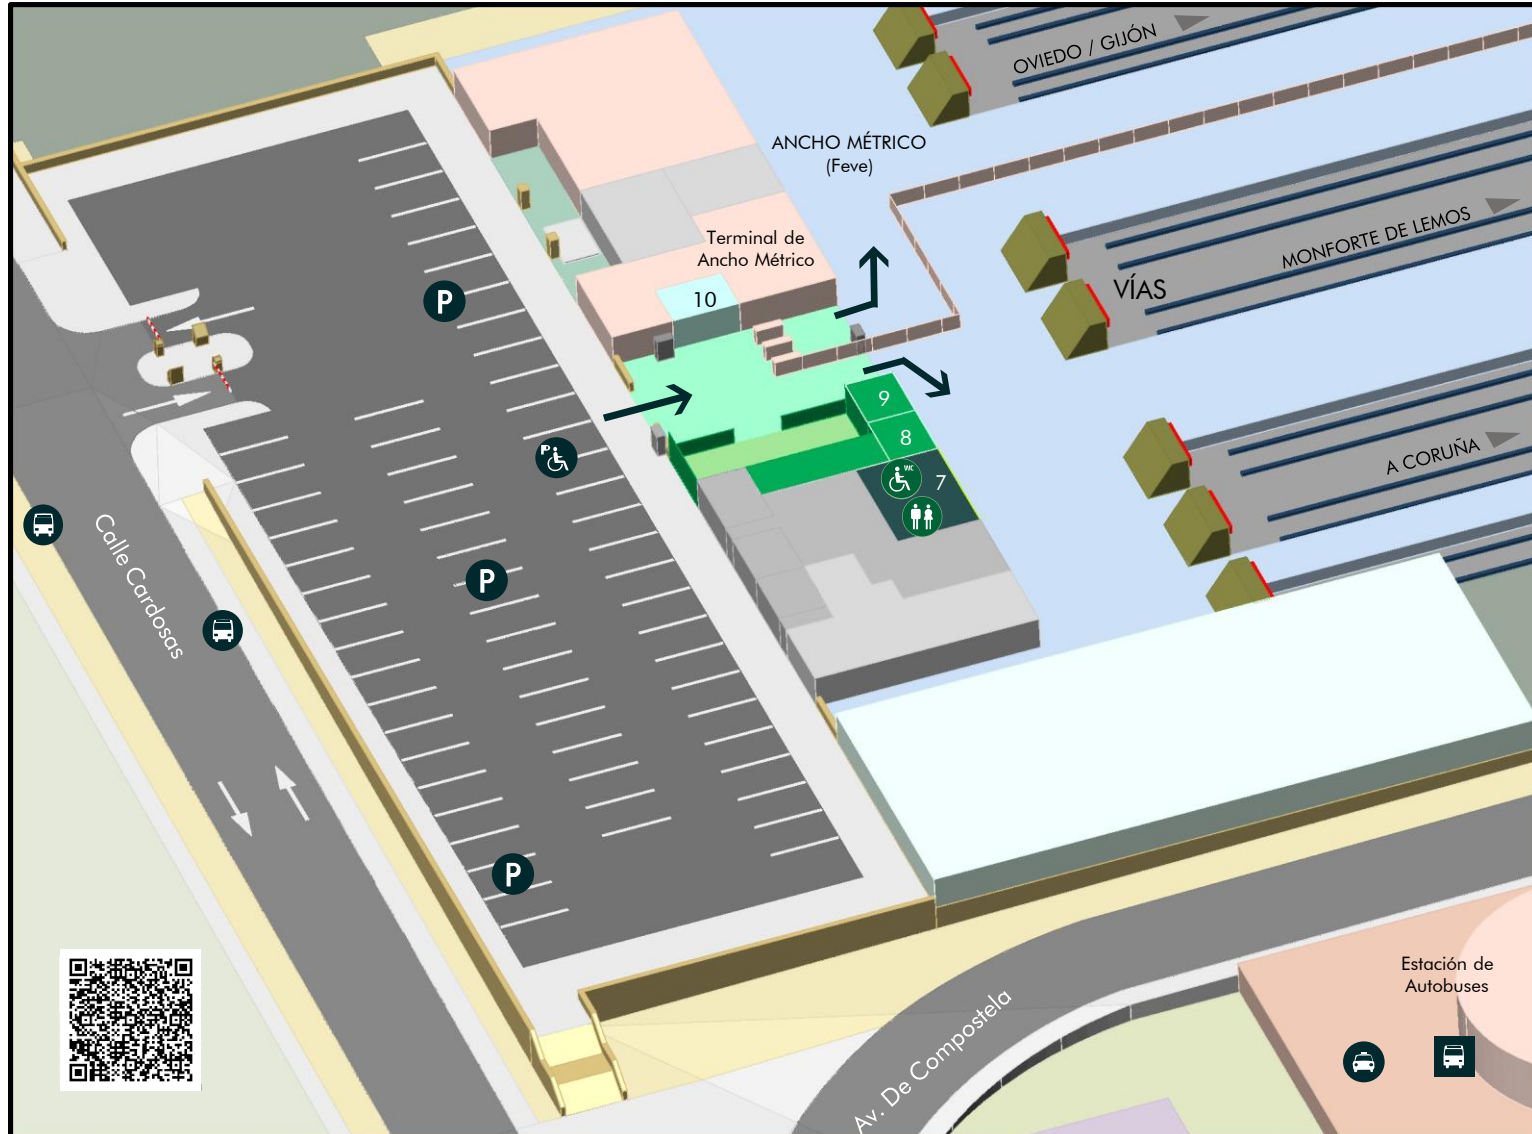 OVIEDO / GIJÓN
ANCHO MÉTRICO
(Feve)
MONFORTE DE LEMOS
Terminal de
Ancho Métrico
10
VÍAS
P
9
8
A CORUÑA
P
WC
7
Calle Cardosas
P
P
Estación de
Autobuses
Av. De Compostela